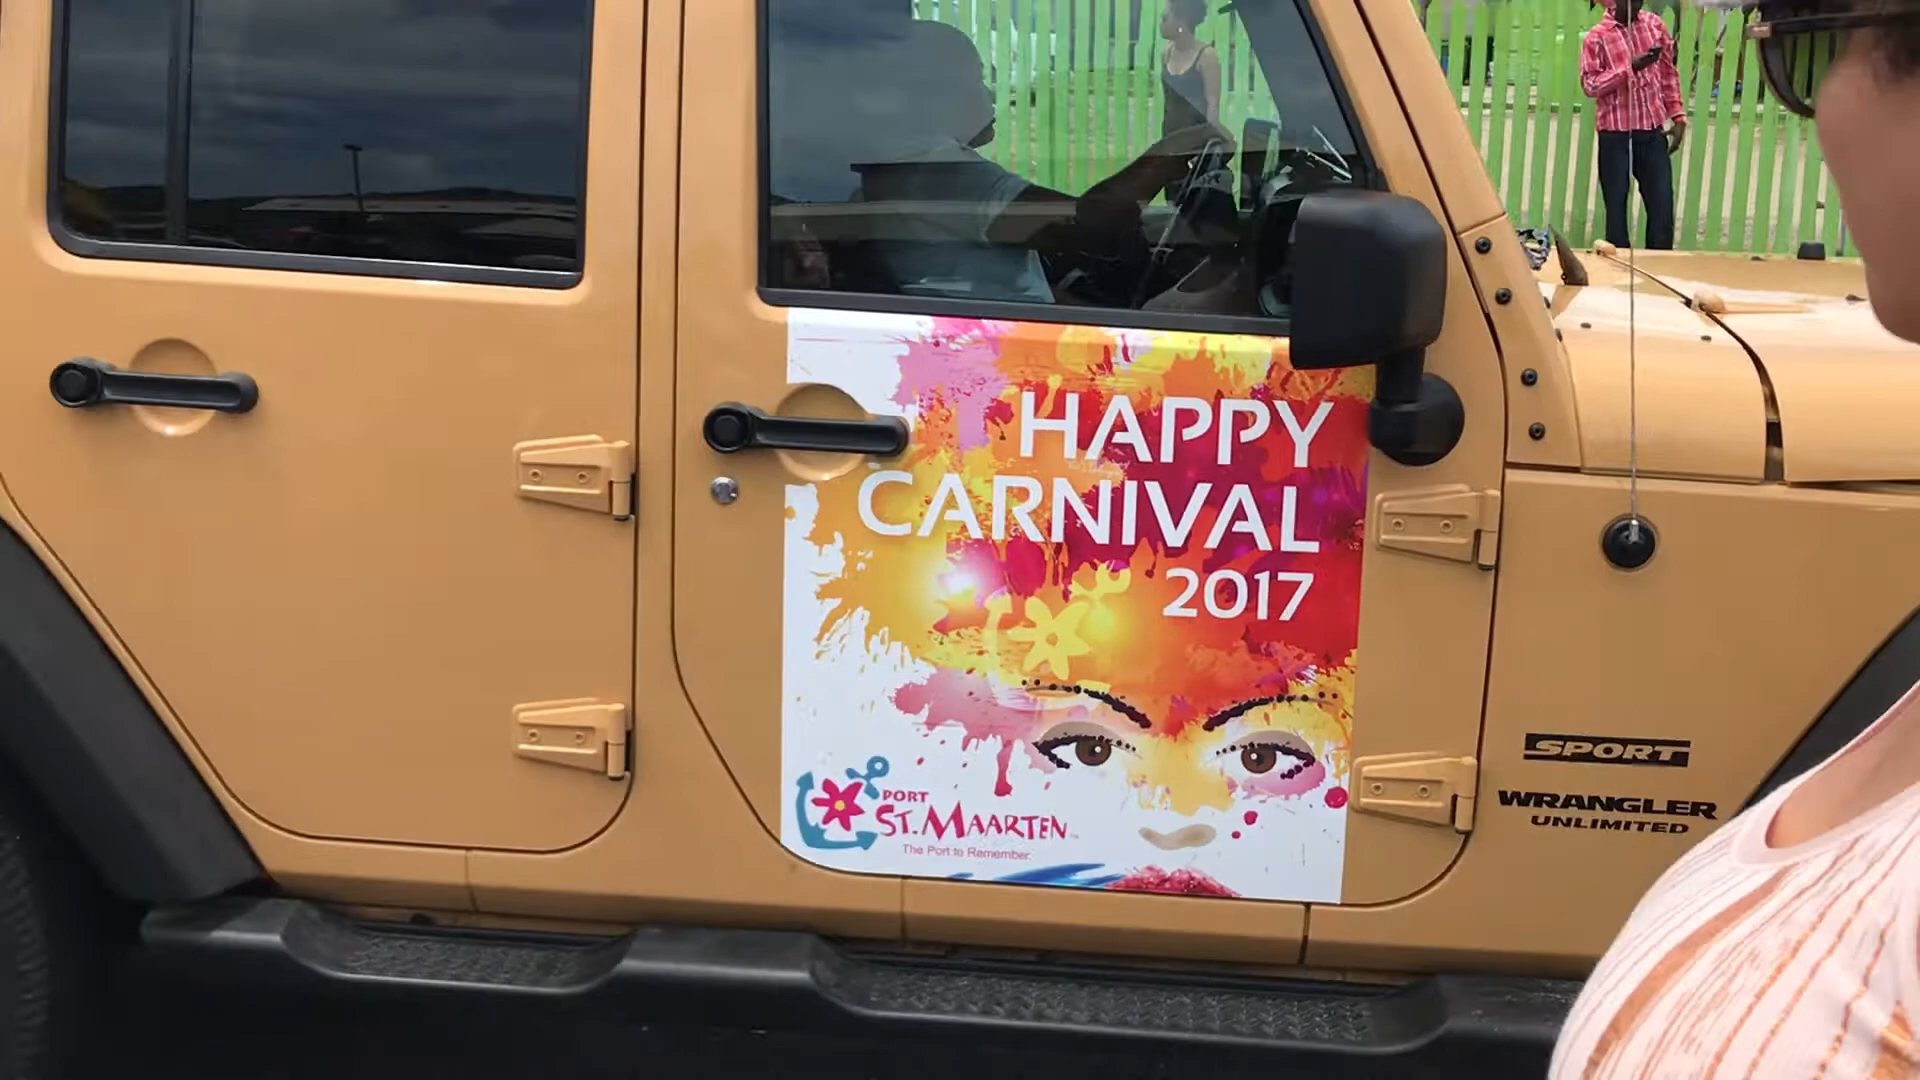 HAPPY
CARNIVAL
2017
PORT
ST. MAARTEN
The Port to Remember.
SPORT
WRANGLER
UNLIMITED